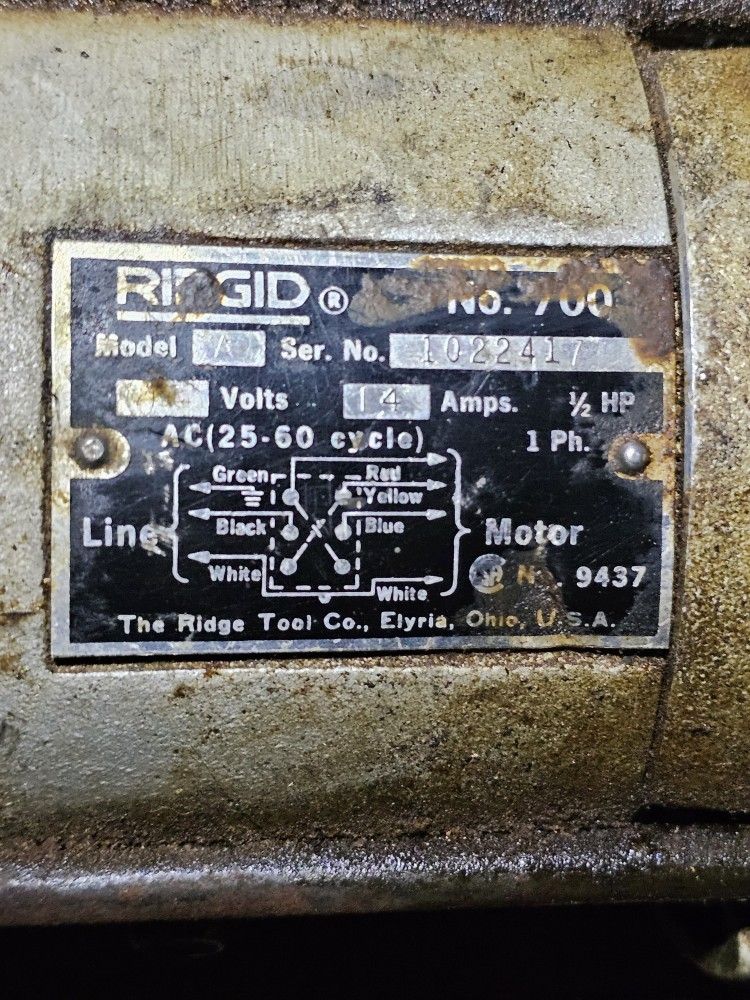 RIDGID ® No. 700
Model A Ser. No. 1022417
Volts 14 Amps. ½ HP
AC(25-60 cycle) 1 Ph.
Green Red
Yellow
Line Black Blue Motor
White White
No. 9437
The Ridge Tool Co., Elyria, Ohio, U.S.A.